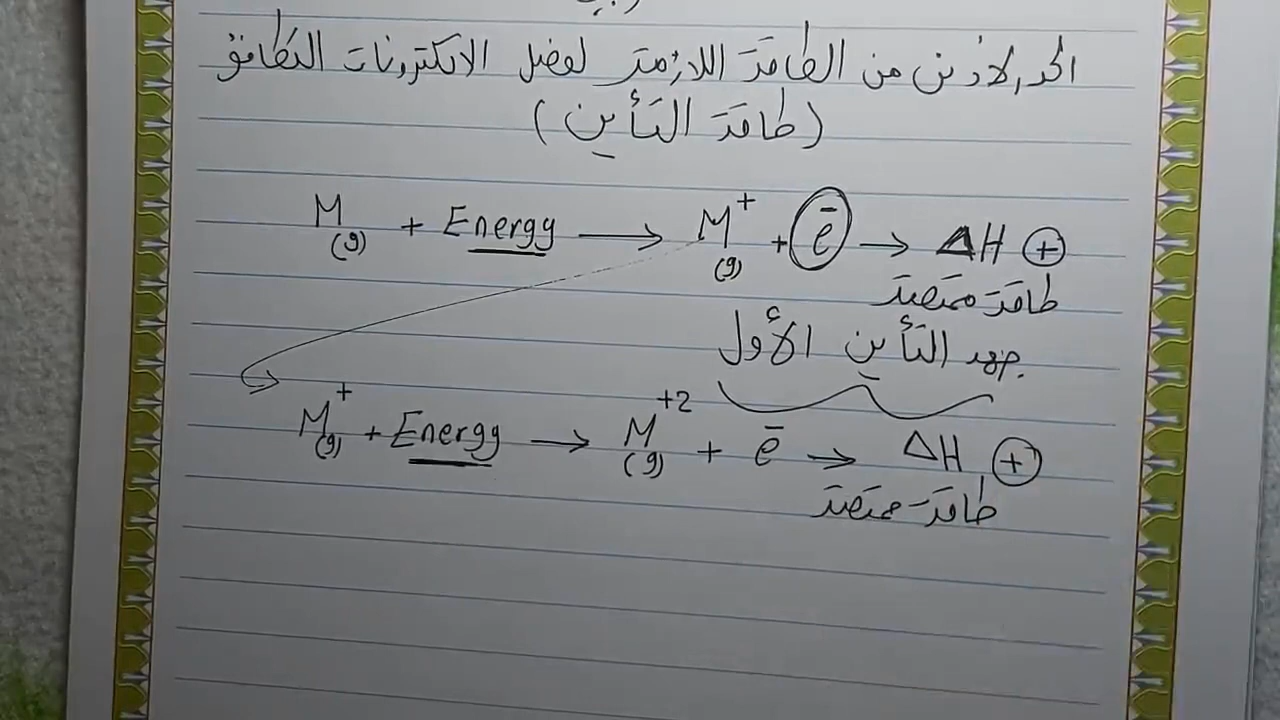 الحد الأدنى من الطاقة اللازمة لفصل الالكترونات التطابق
(طاقة التأين)
M(g) + Energy → M⁺(g) + e⁻ → ΔH ⊕
طاقة ممتصة
جهد التأين الأول
M⁺(g) + Energy → M⁺²(g) + e⁻ → ΔH ⊕
طاقة ممتصة